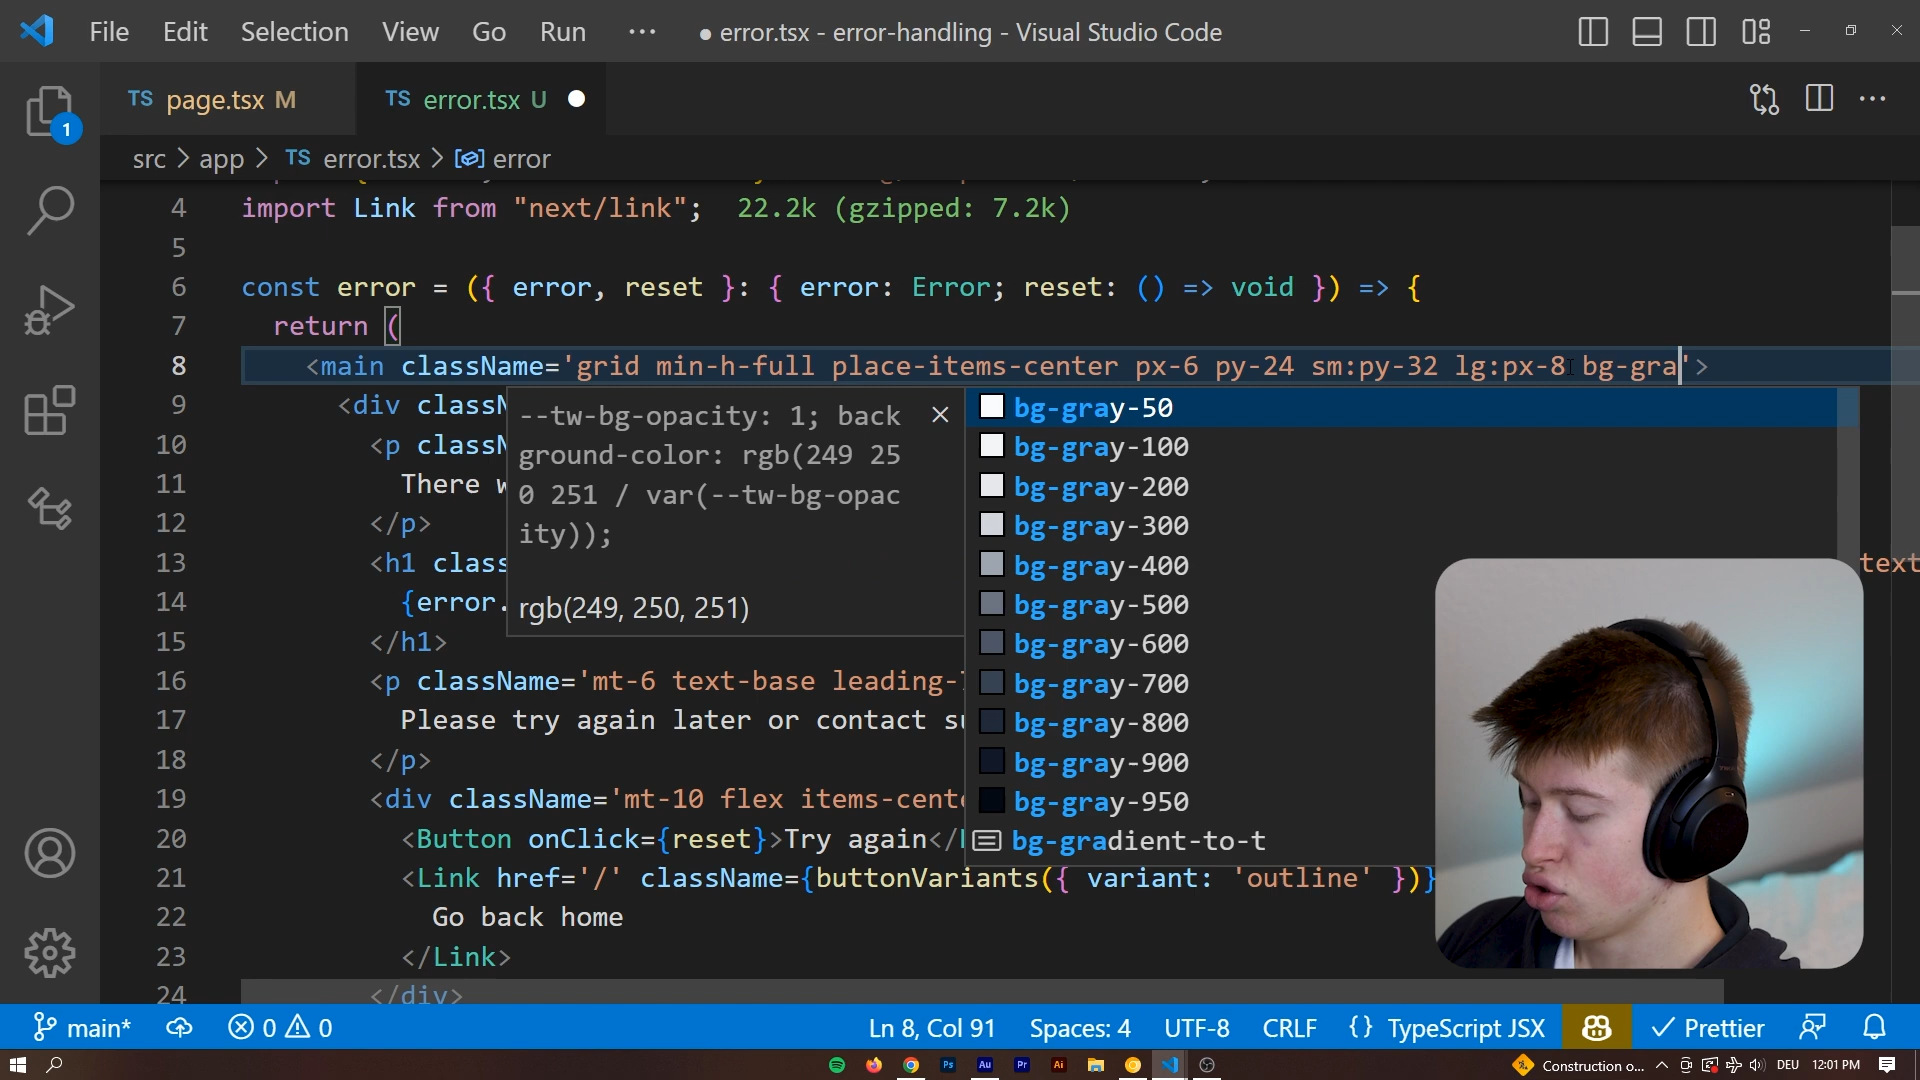 File Edit Selection View Go Run ··· ● error.tsx - error-handling - Visual Studio Code
TS page.tsx M TS error.tsx U ●
1
src > app > TS error.tsx > error
4 import Link from "next/link"; 22.2k (gzipped: 7.2k)
5
6 const error = ({ error, reset }: { error: Error; reset: () => void }) => {
7 return (
8 <main className='grid min-h-full place-items-center px-6 py-24 sm:py-32 lg:px-8 bg-gra'>
9 <div classN
10 <p classN
11 There w
12 </p>
13 <h1 class
text
14 {error.
15 </h1>
16 <p className='mt-6 text-base leading-
17 Please try again later or contact su
18 </p>
19 <div className='mt-10 flex items-cent
20 <Button onClick={reset}>Try again</
21 <Link href='/' className={buttonVariants({ variant: 'outline' })}
22 Go back home
23 </Link>
24 </div>
--tw-bg-opacity: 1; back
ground-color: rgb(249 25
0 251 / var(--tw-bg-opac
ity));
rgb(249, 250, 251)
bg-gray-50
bg-gray-100
bg-gray-200
bg-gray-300
bg-gray-400
bg-gray-500
bg-gray-600
bg-gray-700
bg-gray-800
bg-gray-900
bg-gray-950
bg-gradient-to-t
main* 0 0 Ln 8, Col 91 Spaces: 4 UTF-8 CRLF {} TypeScript JSX Prettier
Ps Au Pr Ai Construction o... DEU 12:01 PM